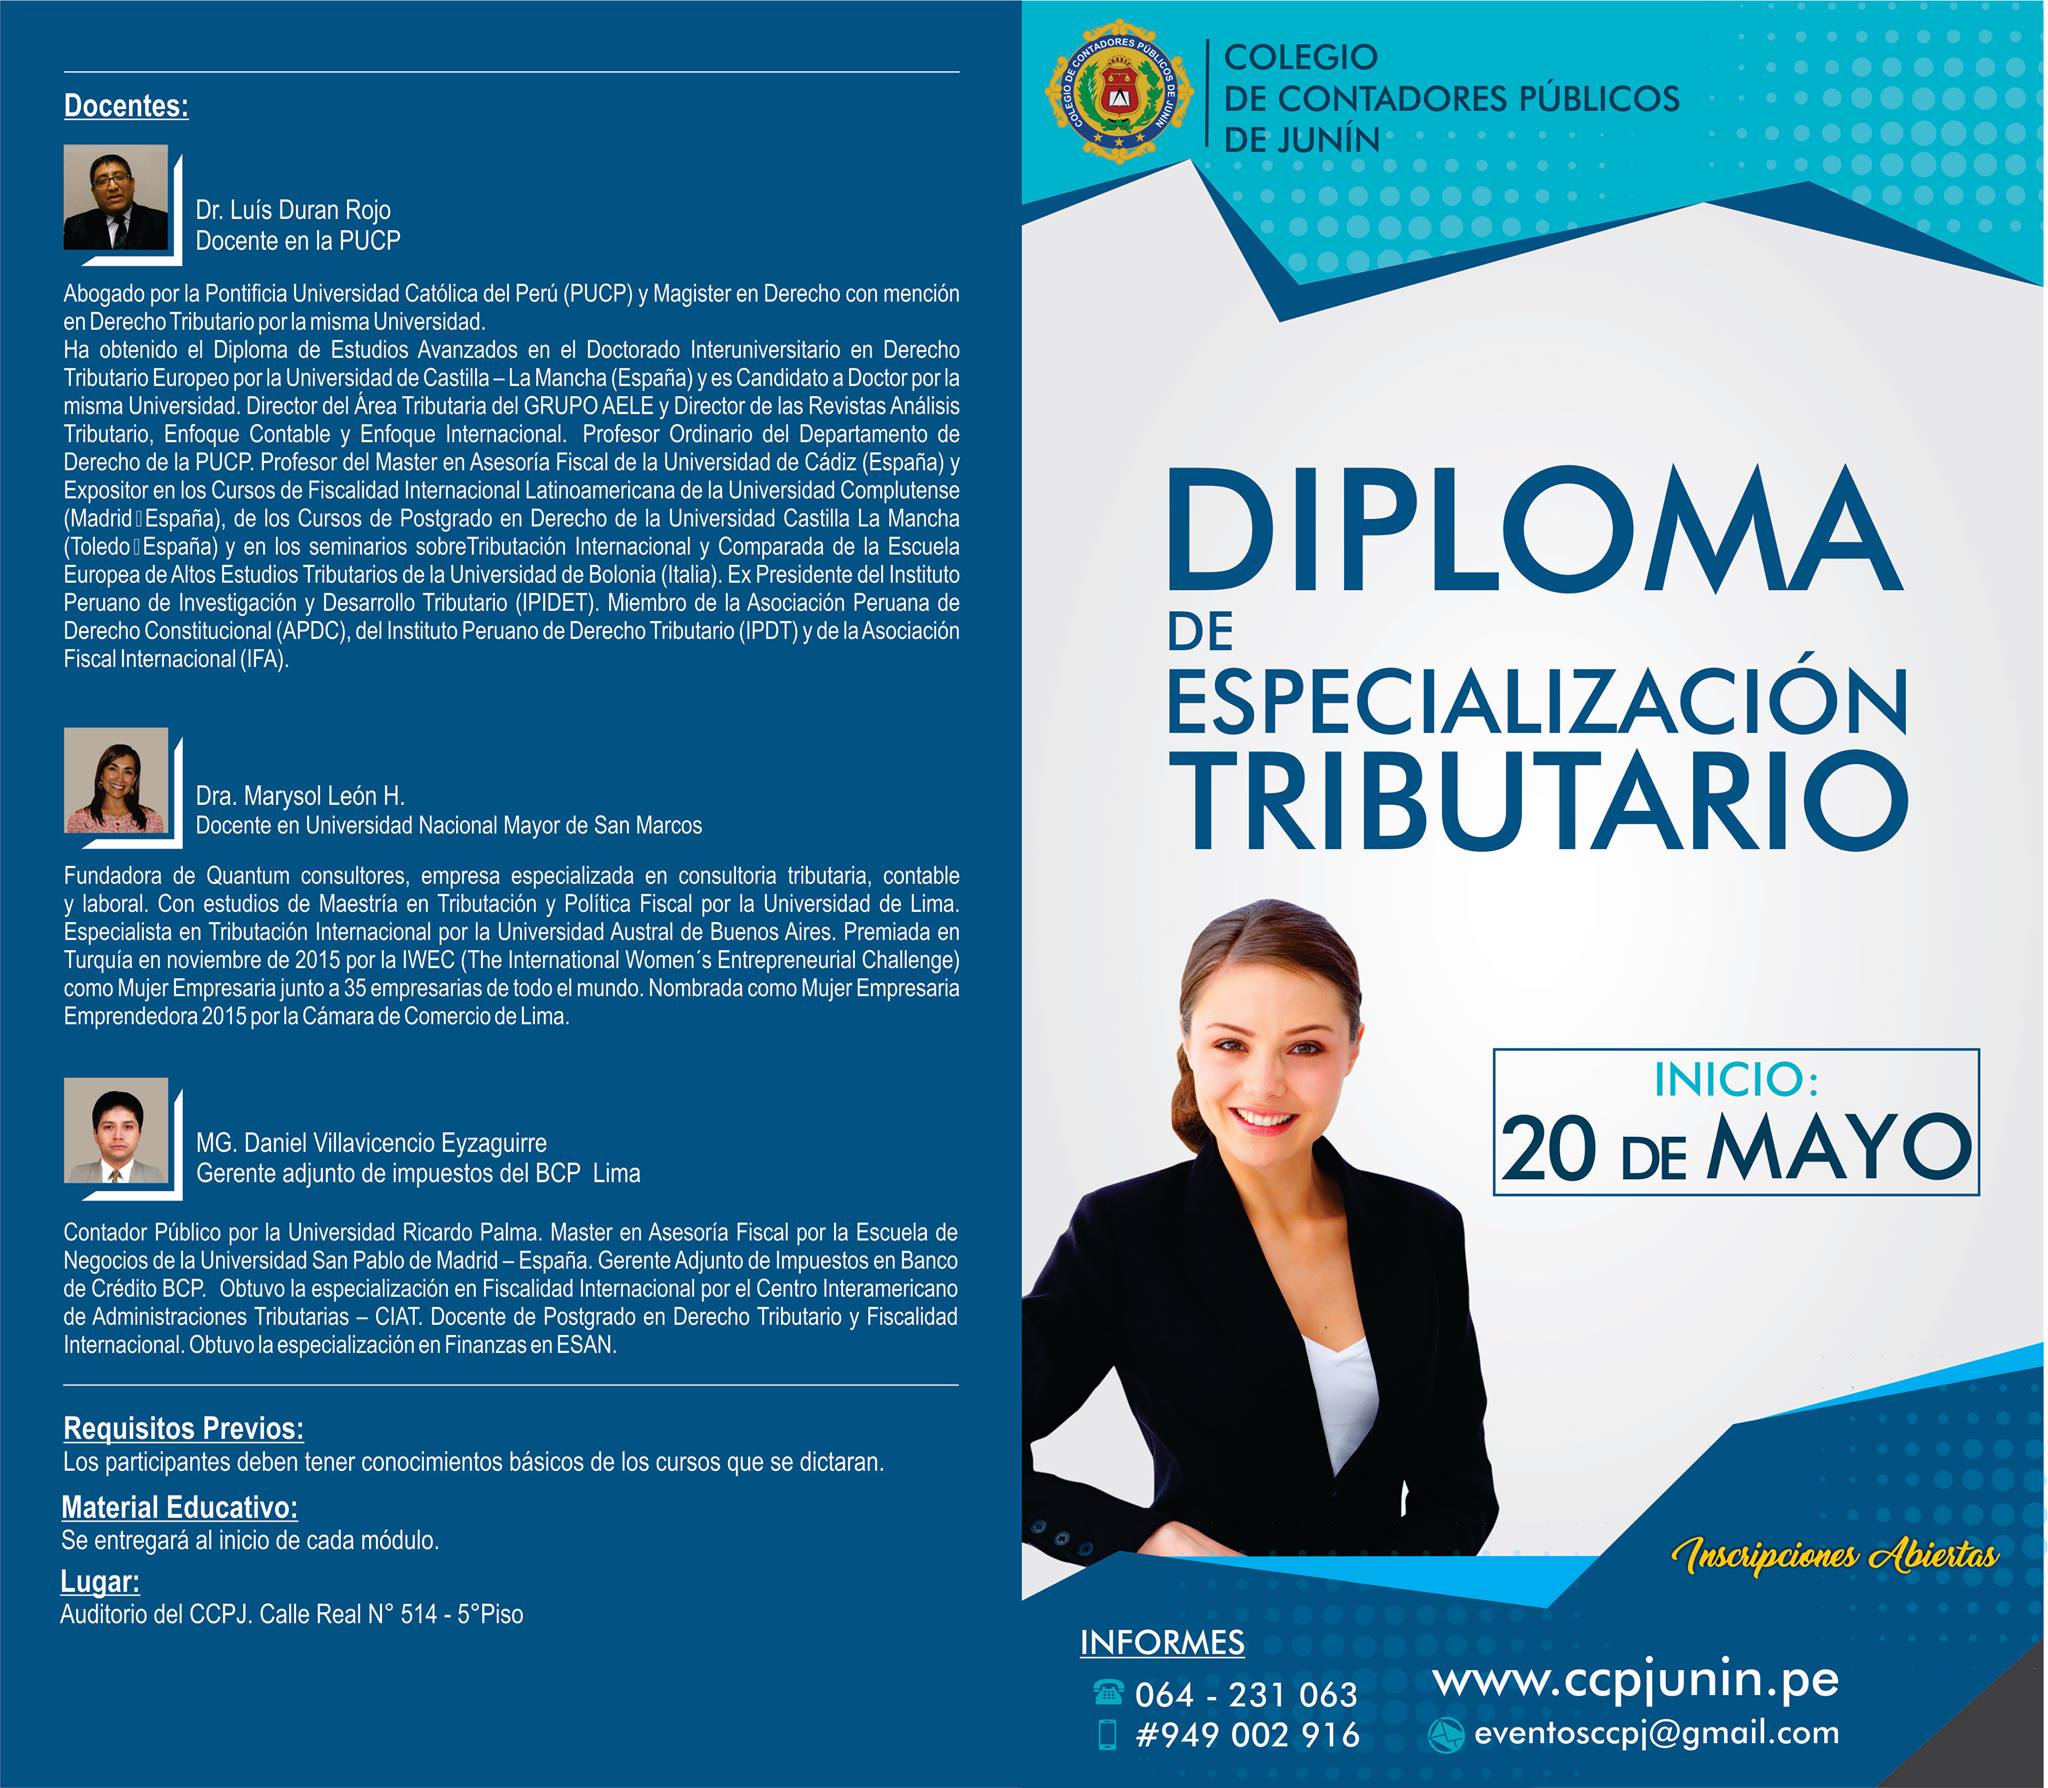 Docentes:
Dr. Luís Duran Rojo
Docente en la PUCP
Abogado por la Pontificia Universidad Católica del Perú (PUCP) y Magister en Derecho con mención
en Derecho Tributario por la misma Universidad.
Ha obtenido el Diploma de Estudios Avanzados en el Doctorado Interuniversitario en Derecho
Tributario Europeo por la Universidad de Castilla – La Mancha (España) y es Candidato a Doctor por la
misma Universidad. Director del Área Tributaria del GRUPO AELE y Director de las Revistas Análisis
Tributario, Enfoque Contable y Enfoque Internacional. Profesor Ordinario del Departamento de
Derecho de la PUCP. Profesor del Master en Asesoría Fiscal de la Universidad de Cádiz (España) y
Expositor en los Cursos de Fiscalidad Internacional Latinoamericana de la Universidad Complutense
(Madrid▯España), de los Cursos de Postgrado en Derecho de la Universidad Castilla La Mancha
(Toledo▯España) y en los seminarios sobreTributación Internacional y Comparada de la Escuela
Europea de Altos Estudios Tributarios de la Universidad de Bolonia (Italia). Ex Presidente del Instituto
Peruano de Investigación y Desarrollo Tributario (IPIDET). Miembro de la Asociación Peruana de
Derecho Constitucional (APDC), del Instituto Peruano de Derecho Tributario (IPDT) y de la Asociación
Fiscal Internacional (IFA).
Dra. Marysol León H.
Docente en Universidad Nacional Mayor de San Marcos
Fundadora de Quantum consultores, empresa especializada en consultoria tributaria, contable
y laboral. Con estudios de Maestría en Tributación y Política Fiscal por la Universidad de Lima.
Especialista en Tributación Internacional por la Universidad Austral de Buenos Aires. Premiada en
Turquía en noviembre de 2015 por la IWEC (The International Women´s Entrepreneurial Challenge)
como Mujer Empresaria junto a 35 empresarias de todo el mundo. Nombrada como Mujer Empresaria
Emprendedora 2015 por la Cámara de Comercio de Lima.
MG. Daniel Villavicencio Eyzaguirre
Gerente adjunto de impuestos del BCP Lima
Contador Público por la Universidad Ricardo Palma. Master en Asesoría Fiscal por la Escuela de
Negocios de la Universidad San Pablo de Madrid – España. Gerente Adjunto de Impuestos en Banco
de Crédito BCP. Obtuvo la especialización en Fiscalidad Internacional por el Centro Interamericano
de Administraciones Tributarias – CIAT. Docente de Postgrado en Derecho Tributario y Fiscalidad
Internacional. Obtuvo la especialización en Finanzas en ESAN.
Requisitos Previos:
Los participantes deben tener conocimientos básicos de los cursos que se dictaran.
Material Educativo:
Se entregará al inicio de cada módulo.
Lugar:
Auditorio del CCPJ. Calle Real N° 514 - 5°Piso
COLEGIO DE CONTADORES PÚBLICOS DE JUNÍN
COLEGIO
DE CONTADORES PÚBLICOS
DE JUNÍN
DIPLOMA
DE
ESPECIALIZACIÓN
TRIBUTARIO
INICIO:
20 DE MAYO
Inscripciones Abiertas
INFORMES
064 - 231 063
#949 002 916
www.ccpjunin.pe
eventosccpj@gmail.com